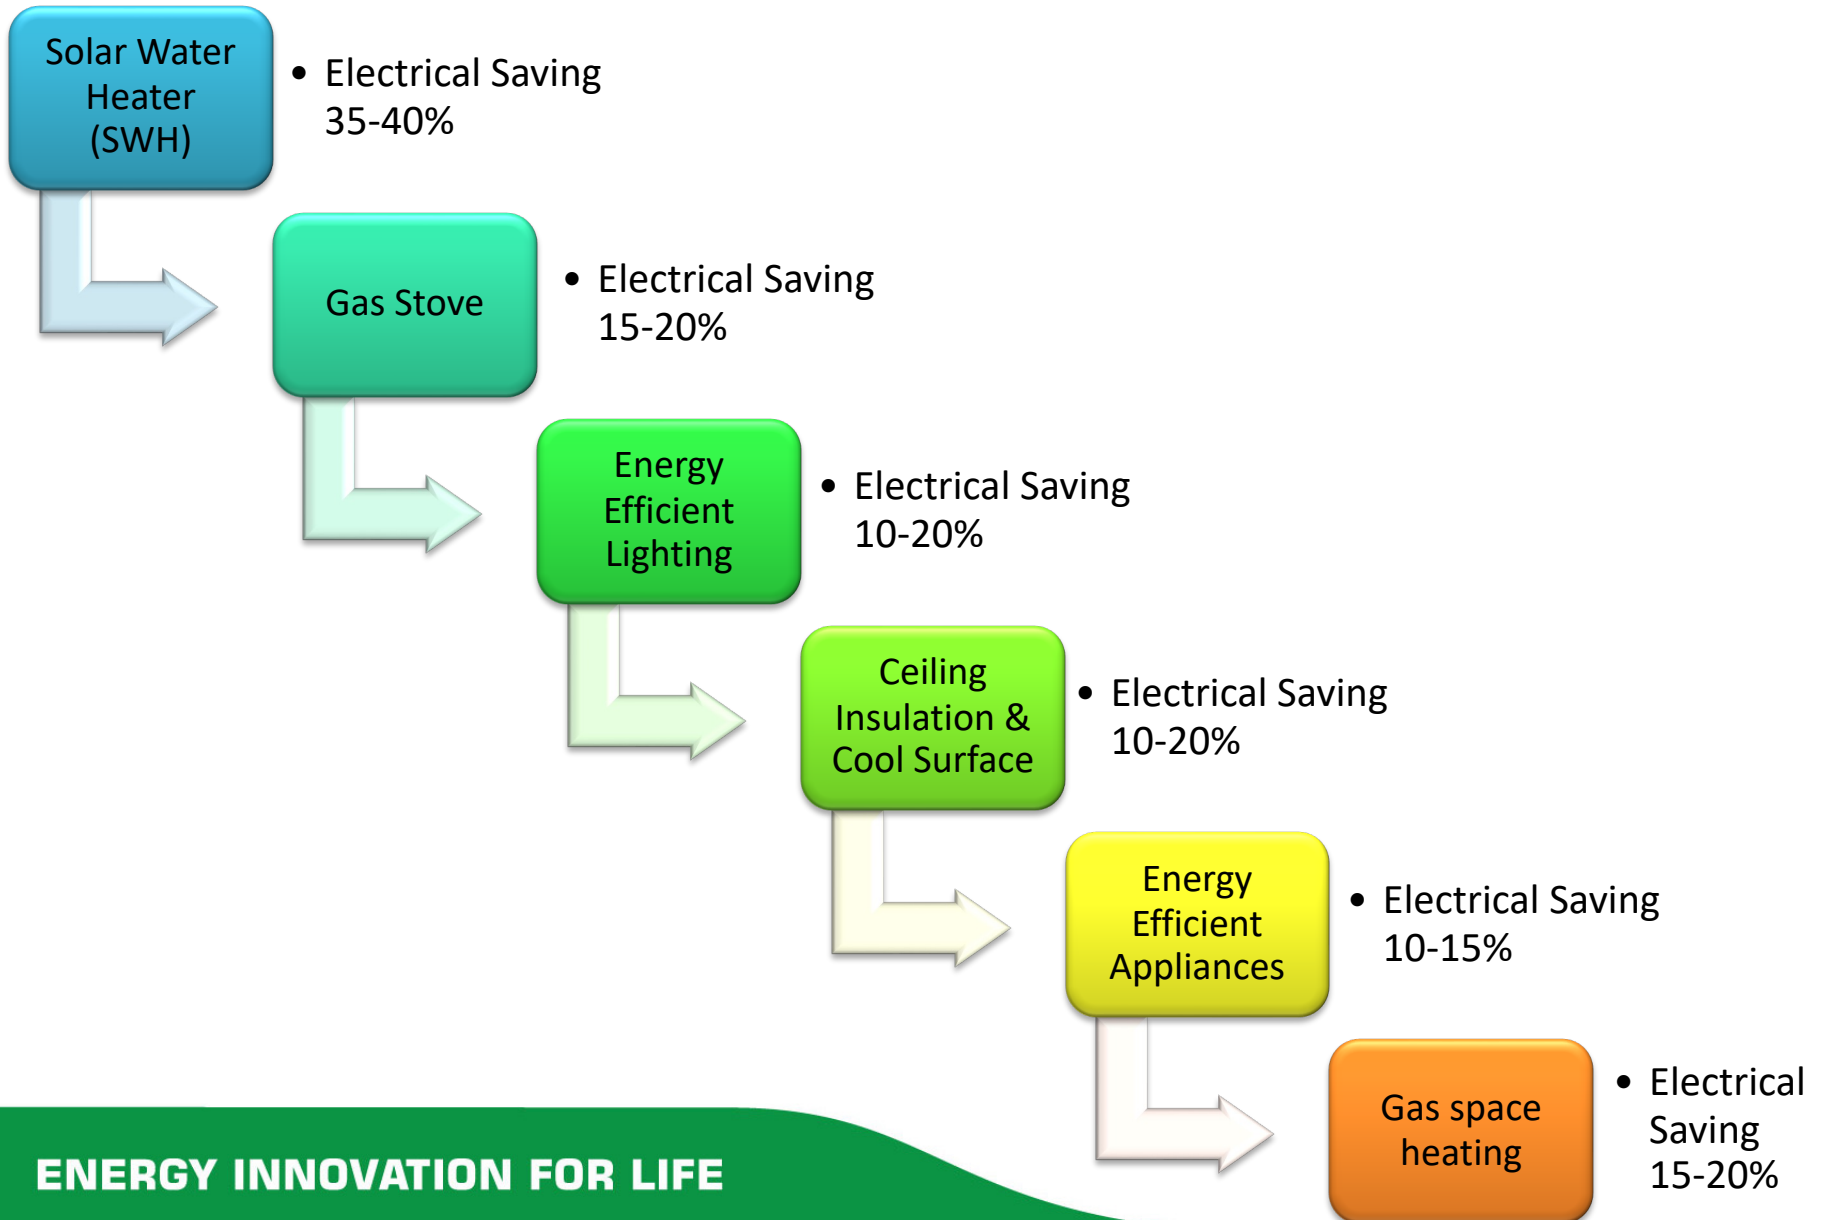 Solar Water
Heater
(SWH)
• Electrical Saving
35-40%
Gas Stove
• Electrical Saving
15-20%
Energy
Efficient
Lighting
• Electrical Saving
10-20%
Ceiling
Insulation &
Cool Surface
• Electrical Saving
10-20%
Energy
Efficient
Appliances
• Electrical Saving
10-15%
Gas space
heating
• Electrical
Saving
15-20%
ENERGY INNOVATION FOR LIFE